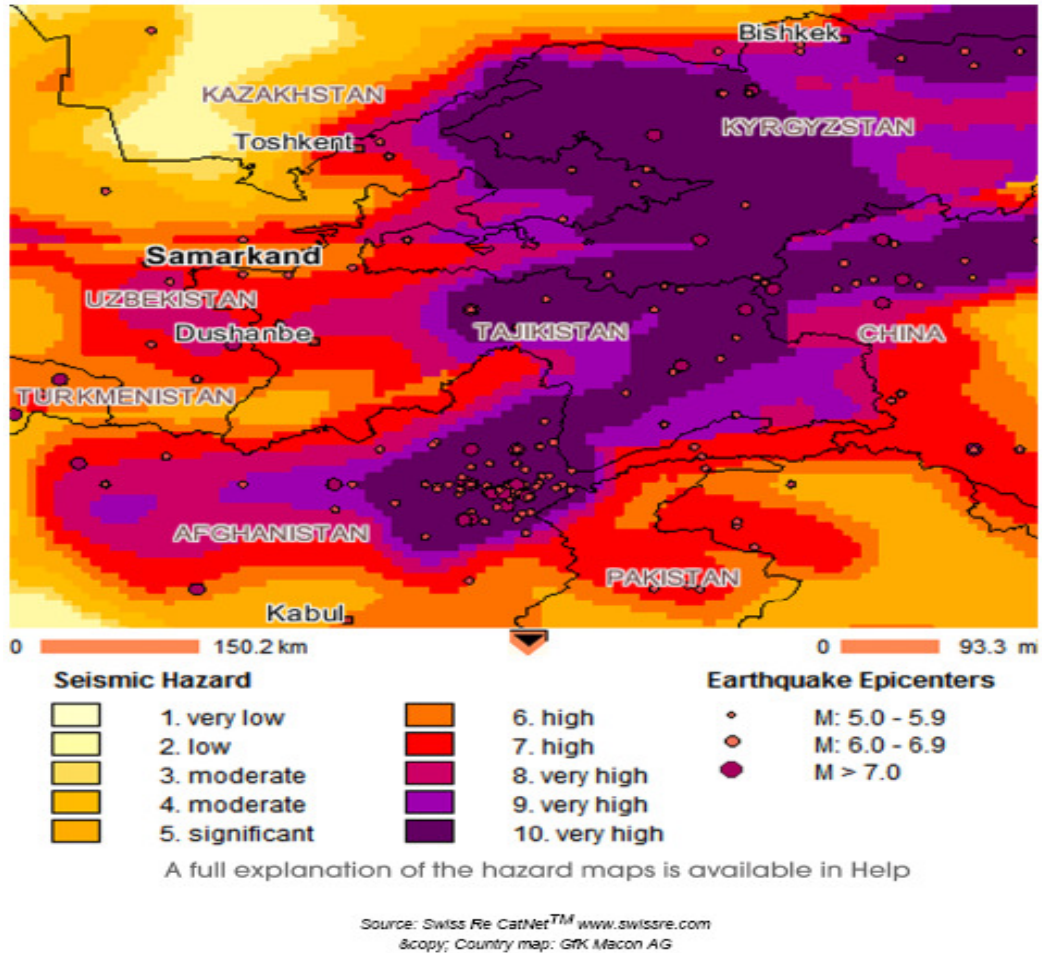 Bishkek
KAZAKHSTAN
KYRGYZSTAN
Toshkent
Samarkand
UZBEKISTAN
Dushanbe
TAJIKISTAN
CHINA
TURKMENISTAN
AFGHANISTAN
PAKISTAN
Kabul
0 150.2 km
0 93.3 mi
Seismic Hazard
1. very low
2. low
3. moderate
4. moderate
5. significant
6. high
7. high
8. very high
9. very high
10. very high
Earthquake Epicenters
M: 5.0 - 5.9
M: 6.0 - 6.9
M > 7.0
A full explanation of the hazard maps is available in Help
Source: Swiss Re CatNet™ www.swissre.com
&copy; Country map: GfK Macon AG